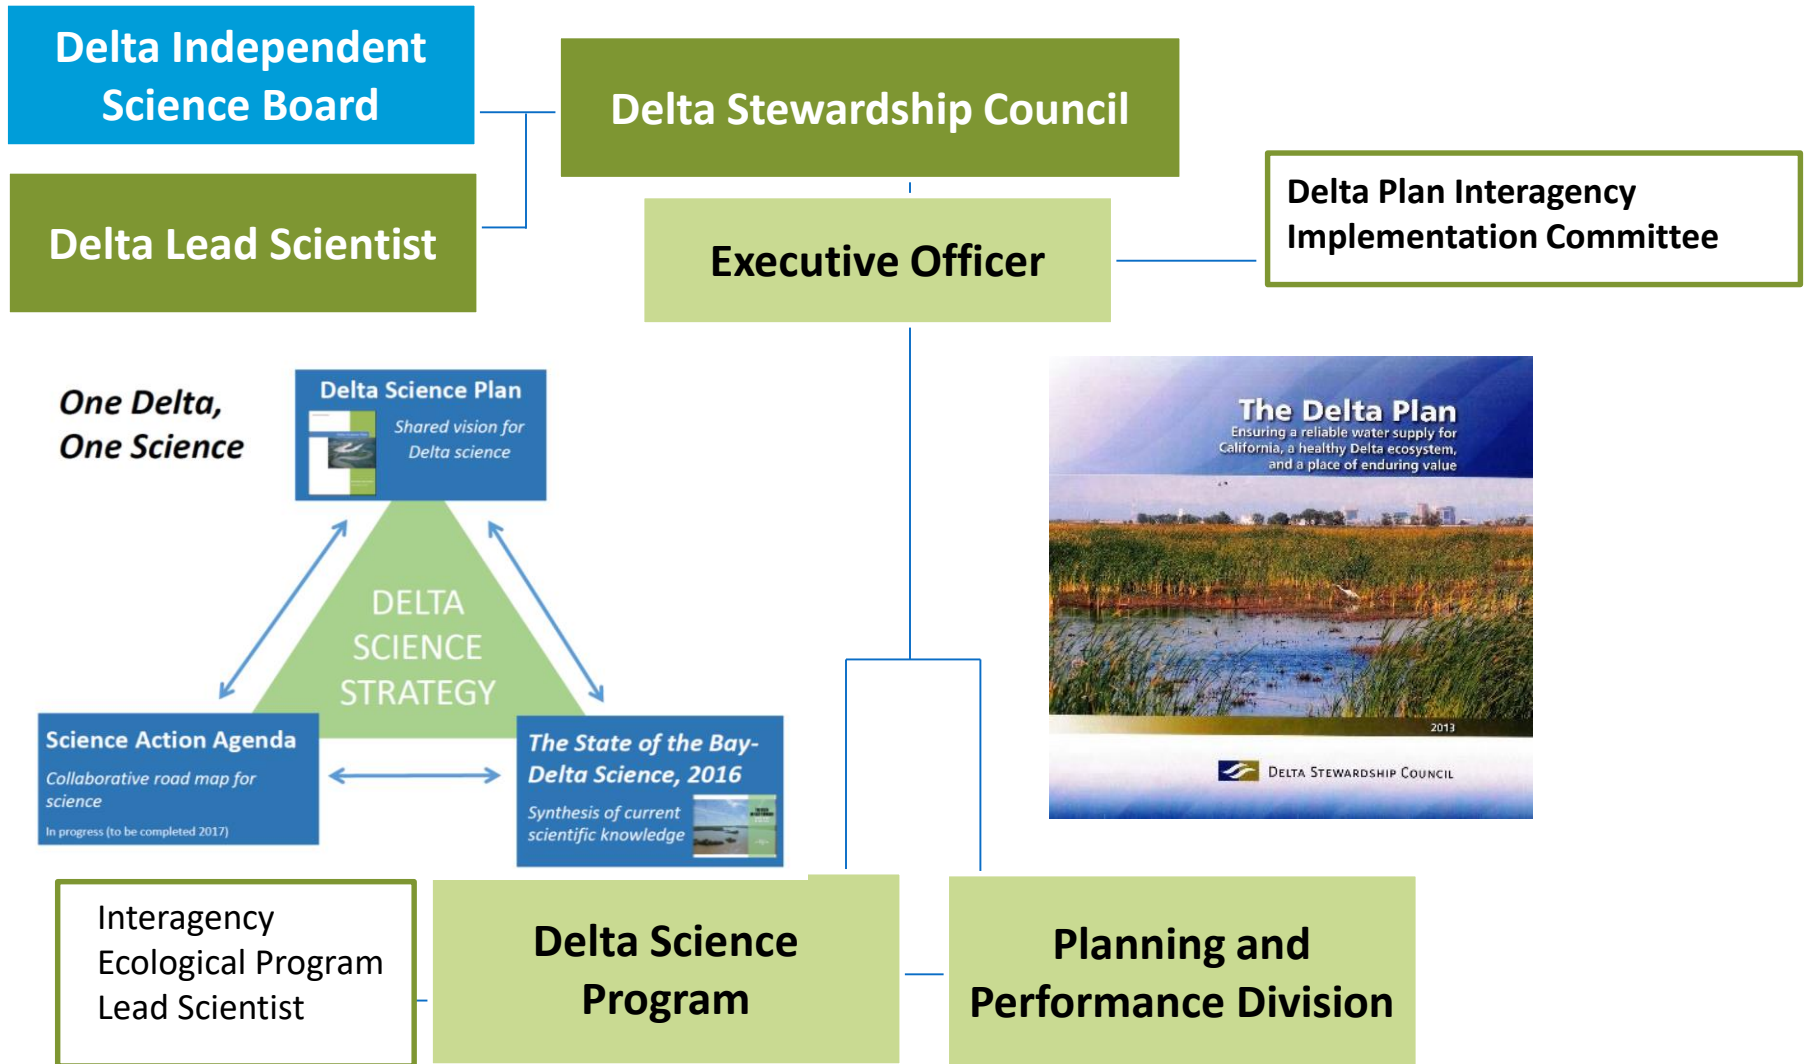 Delta Independent
Science Board
Delta Stewardship Council
Delta Lead Scientist
Executive Officer
Delta Plan Interagency
Implementation Committee
One Delta,
One Science
Delta Science Plan
Shared vision for
Delta science
DELTA
SCIENCE
STRATEGY
Science Action Agenda
Collaborative road map for
science
In progress (to be completed 2017)
The State of the Bay-
Delta Science, 2016
Synthesis of current
scientific knowledge
The Delta Plan
Ensuring a reliable water supply for
California, a healthy Delta ecosystem,
and a place of enduring value
2013
DELTA STEWARDSHIP COUNCIL
Interagency
Ecological Program
Lead Scientist
Delta Science
Program
Planning and
Performance Division